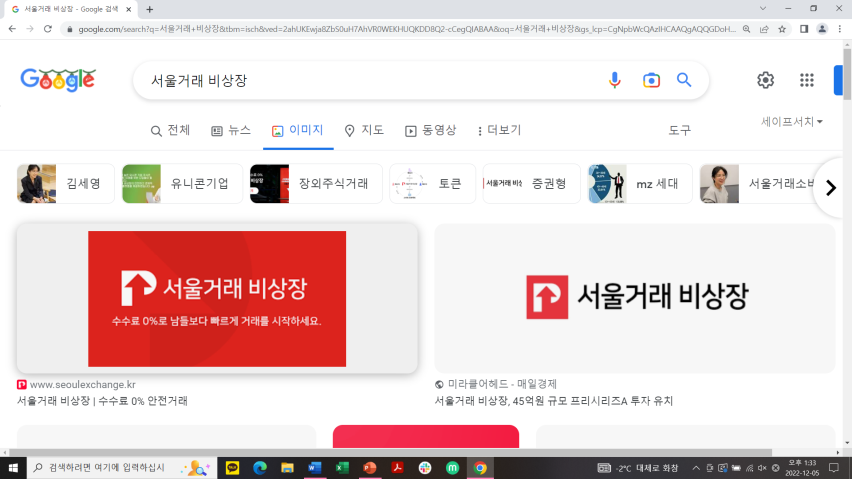 서울거래 비상장 - Google 검색
google.com/search?q=서울거래+비상장&tbm=isch&ved=2ahUKEwja8ZbS0uH7AhVR0WEKHUQKDD8Q2-cCegQIABAA&oq=서울거래+비상장&gs_lcp=CgNpbWcQAzIHCAAQgAQQGDoH...
Google
서울거래 비상장
전체
뉴스
이미지
지도
동영상
더보기
도구
세이프서치
김세영
유니콘기업
장외주식거래
토큰
증권형
mz 세대
서울거래소비
서울거래 비상장
수수료 0%로 남들보다 빠르게 거래를 시작하세요.
서울거래 비상장
www.seoulexchange.kr
서울거래 비상장 | 수수료 0% 안전거래
미라클어헤드 - 매일경제
서울거래 비상장, 45억원 규모 프리시리즈A 투자 유치
검색하려면 여기에 입력하십시
-2°C 대체로 화창
오후 1:33
2022-12-05